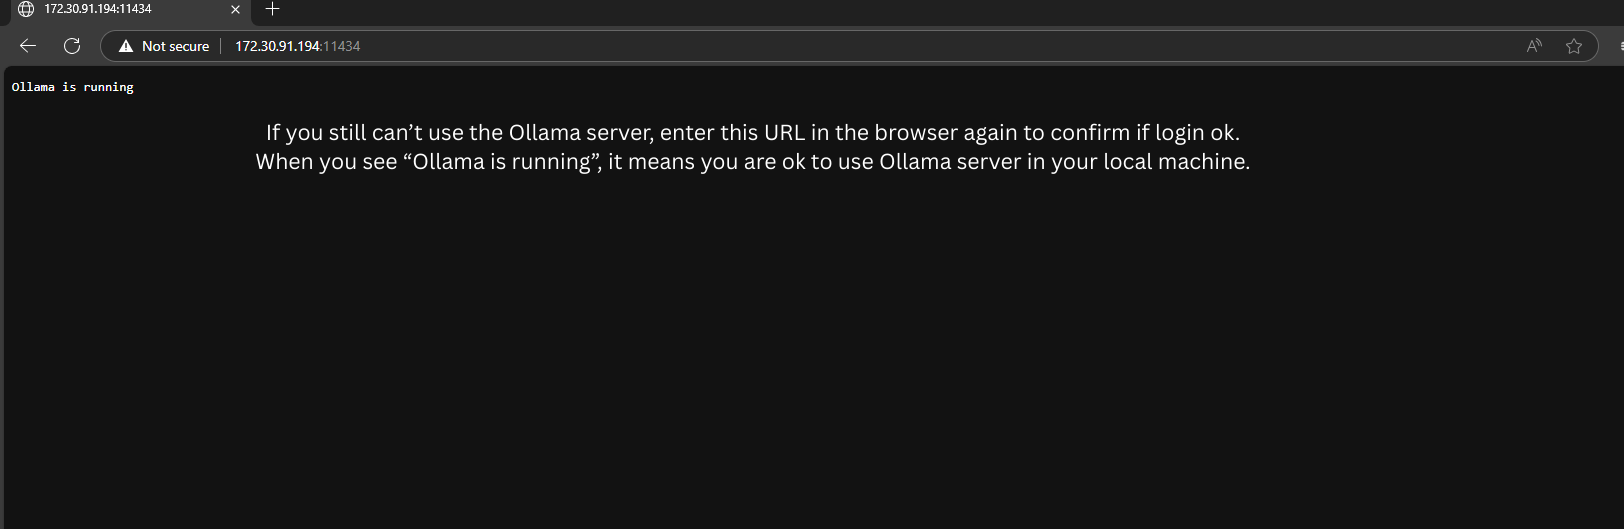 172.30.91.194:11434
Not secure 172.30.91.194:11434
Ollama is running
If you still can’t use the Ollama server, enter this URL in the browser again to confirm if login ok.
When you see “Ollama is running”, it means you are ok to use Ollama server in your local machine.